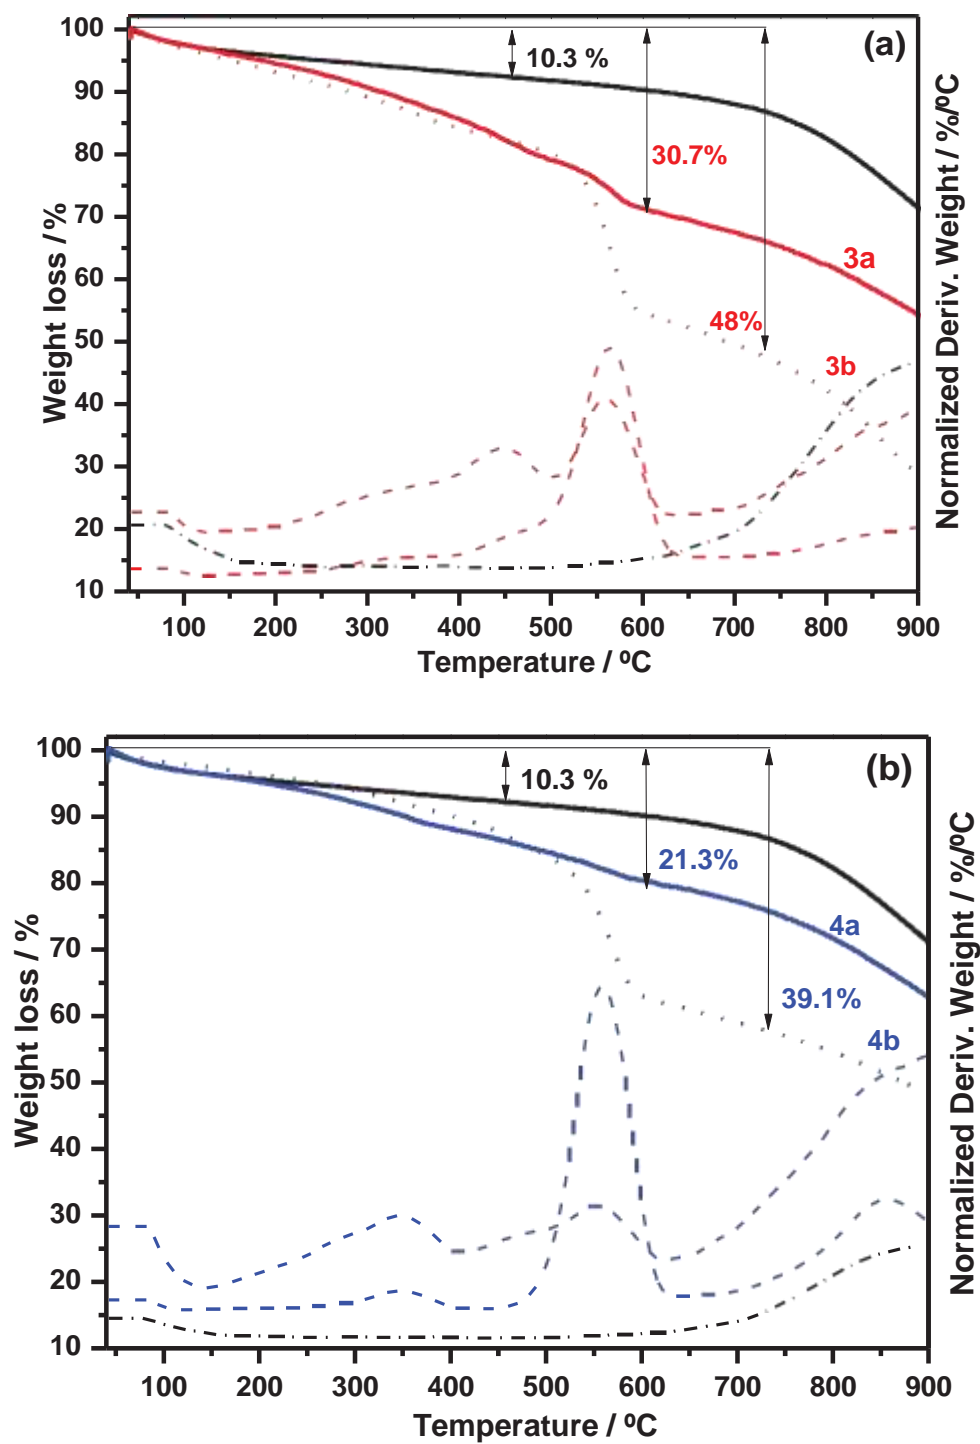 100
90
80
70
60
50
40
30
20
10
Weight loss / %
(a)
10.3 %
30.7%
48%
3a
3b
Normalized Deriv. Weight / %/ºC
100 200 300 400 500 600 700 800 900
Temperature / ºC
100
90
80
70
60
50
40
30
20
10
Weight loss / %
(b)
10.3 %
21.3%
39.1%
4a
4b
Normalized Deriv. Weight / %/ºC
100 200 300 400 500 600 700 800 900
Temperature / ºC